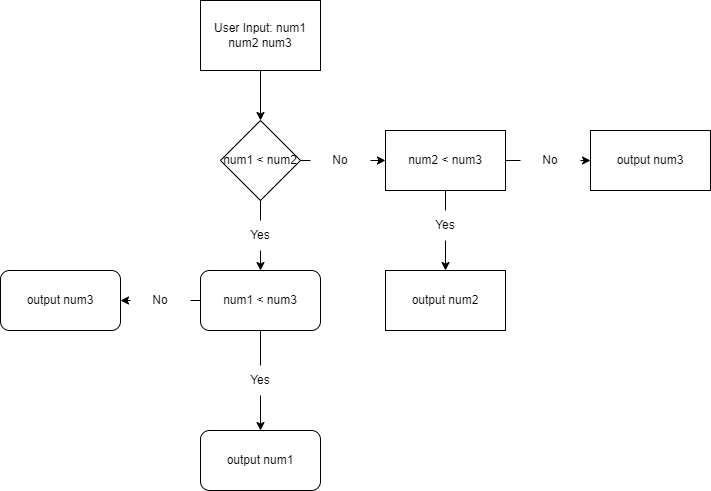 User Input: num1
num2 num3
num1 < num2
No
num2 < num3
No
output num3
Yes
Yes
output num3
No
num1 < num3
output num2
Yes
output num1